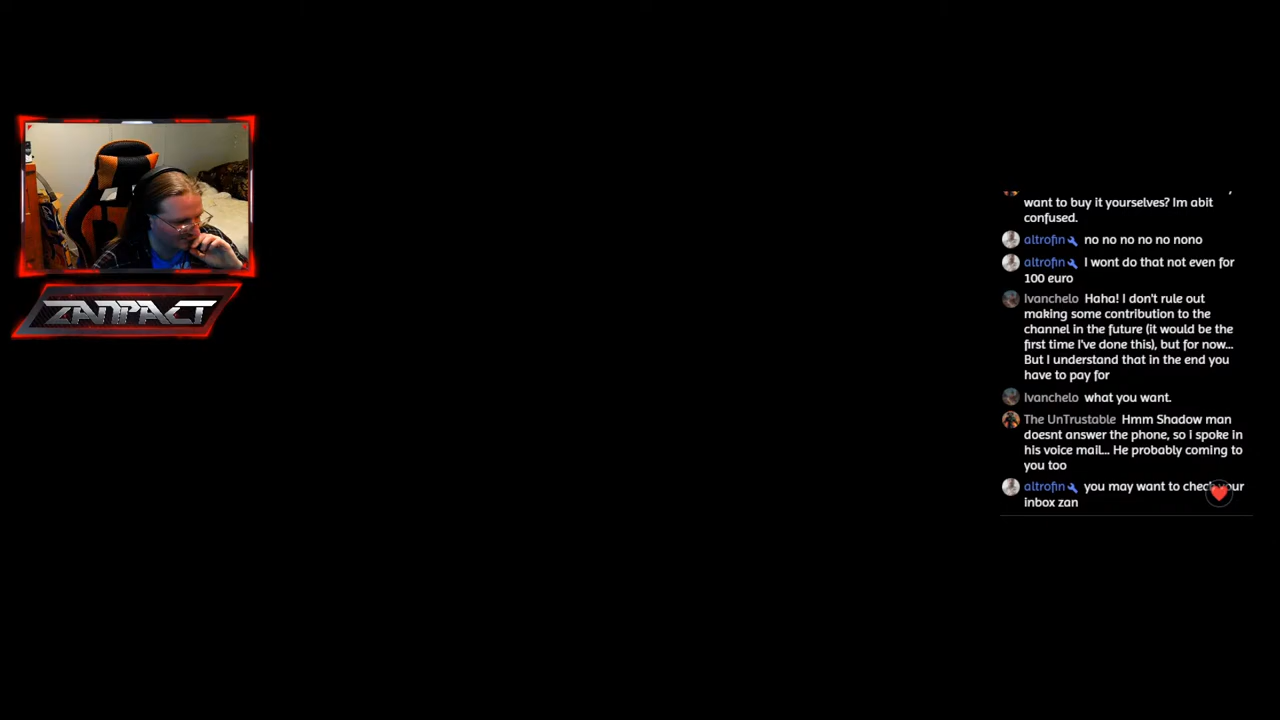 want to buy it yourselves? Im abit
confused.
altrofin no no no no no nono
altrofin I wont do that not even for
100 euro
Ivanchelo Haha! I don't rule out
making some contribution to the
channel in the future (it would be the
first time I've done this), but for now...
But I understand that in the end you
have to pay for
ZANPACT
Ivanchelo what you want.
The UnTrustable Hmm Shadow man
doesnt answer the phone, so i spoke in
his voice mail... He probably coming to
you too
altrofin you may want to check your
inbox zan